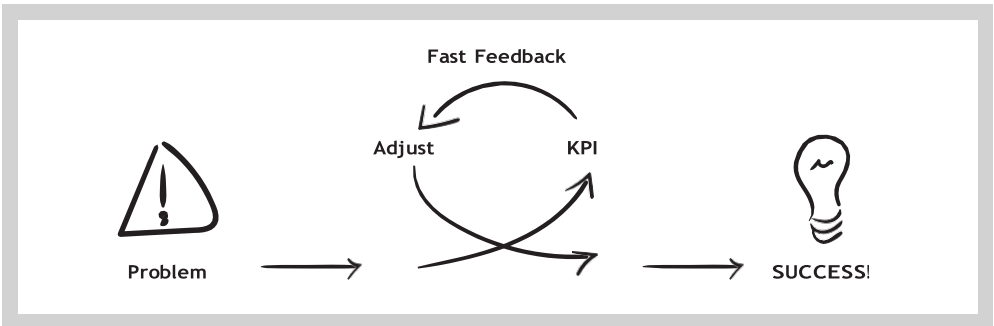 Fast Feedback
Adjust
KPI
Problem
SUCCESS!